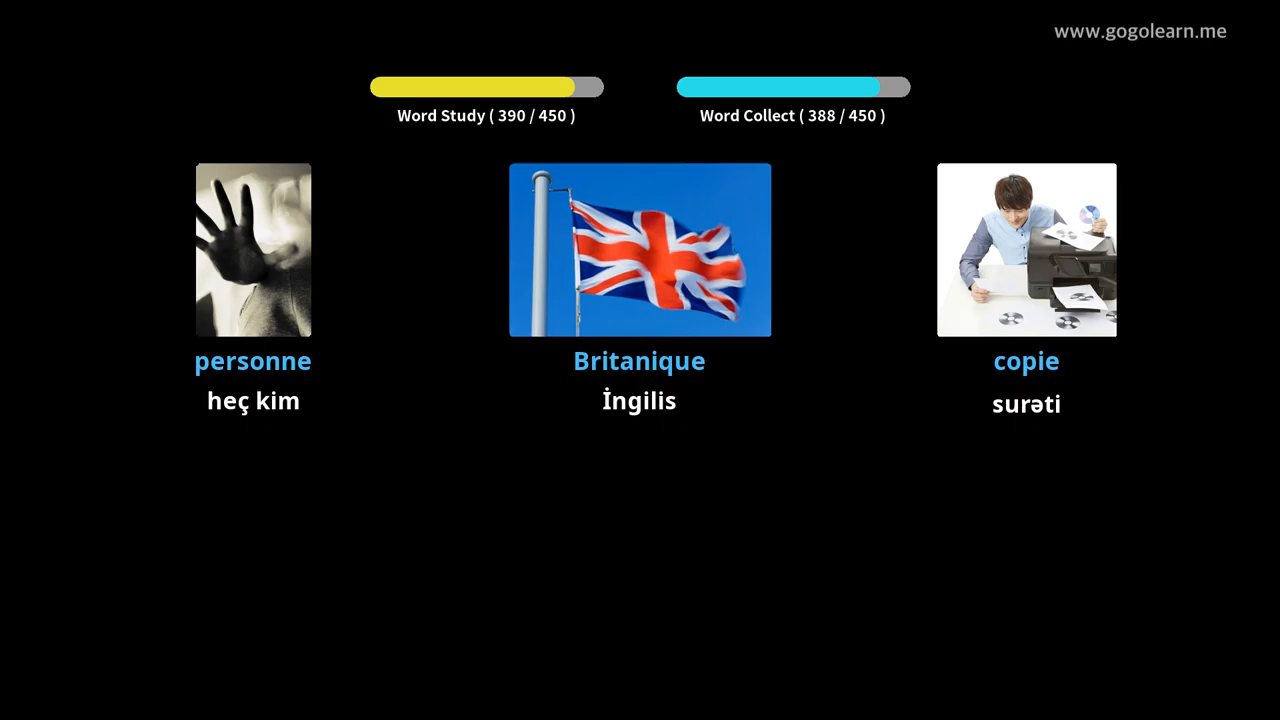 www.gogolearn.me
Word Study ( 390 / 450 )
Word Collect ( 388 / 450 )
personne
Britanique
copie
heç kim
İngilis
surəti